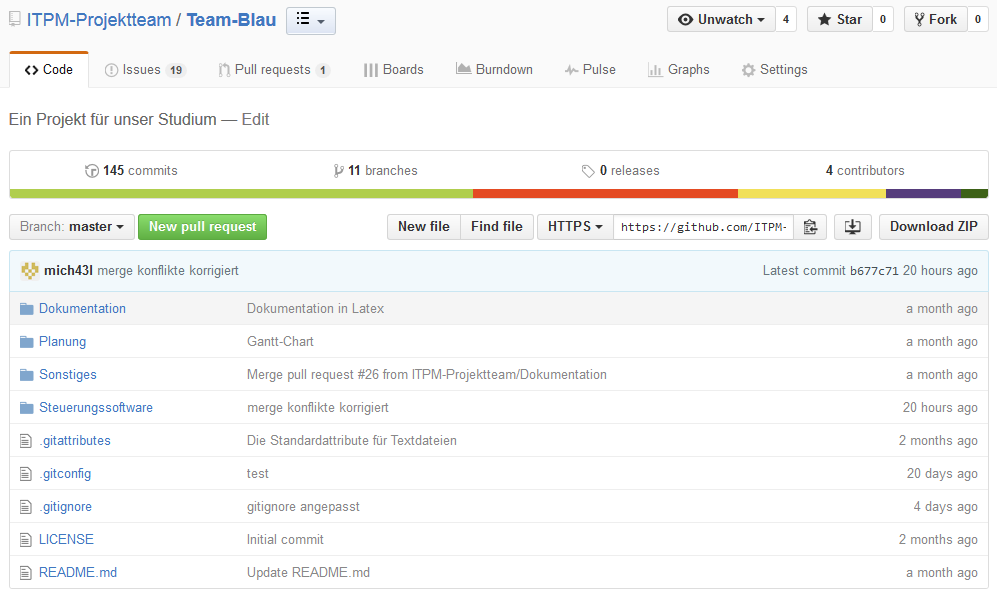 ITPM-Projektteam / Team-Blau Unwatch 4 Star 0 Fork 0
Code Issues 19 Pull requests 1 Boards Burndown Pulse Graphs Settings
Ein Projekt für unser Studium — Edit
145 commits 11 branches 0 releases 4 contributors
Branch: master New pull request New file Find file HTTPS https://github.com/ITPM- Download ZIP
mich43l merge konflikte korrigiert Latest commit b677c71 20 hours ago
Dokumentation Dokumentation in Latex a month ago
Planung Gantt-Chart a month ago
Sonstiges Merge pull request #26 from ITPM-Projektteam/Dokumentation a month ago
Steuerungssoftware merge konflikte korrigiert 20 hours ago
.gitattributes Die Standardattribute für Textdateien 2 months ago
.gitconfig test 20 days ago
.gitignore gitignore angepasst 4 days ago
LICENSE Initial commit 2 months ago
README.md Update README.md a month ago